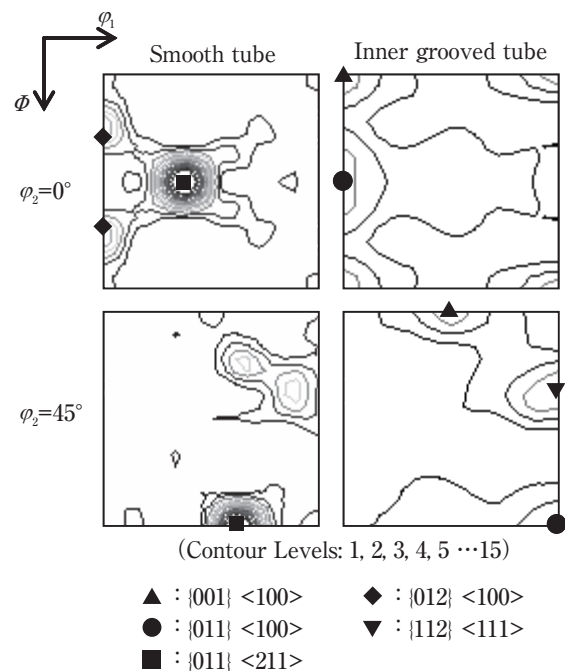 φ₁
Smooth tube Inner grooved tube
Φ
φ₂=0°
φ₂=45°
(Contour Levels: 1, 2, 3, 4, 5 ⋯15)
▲ : {001} <100> ◆ : {012} <100>
● : {011} <100> ▼ : {112} <111>
■ : {011} <211>